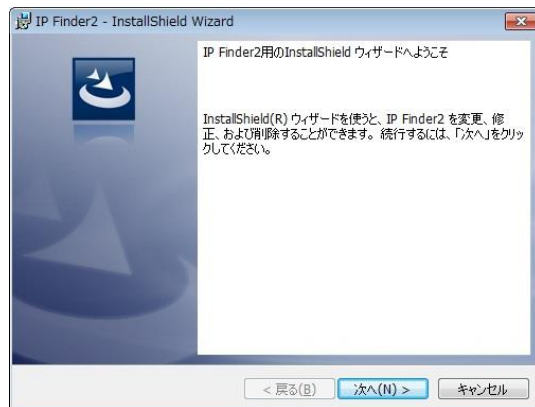 IP Finder2 - InstallShield Wizard
IP Finder2用のInstallShield ウィザードへようこそ
InstallShield(R) ウィザードを使うと、IP Finder2 を変更、修
正、および削除することができます。続行するには、「次へ」をクリッ
クしてください。
< 戻る(B)
次へ(N) >
キャンセル